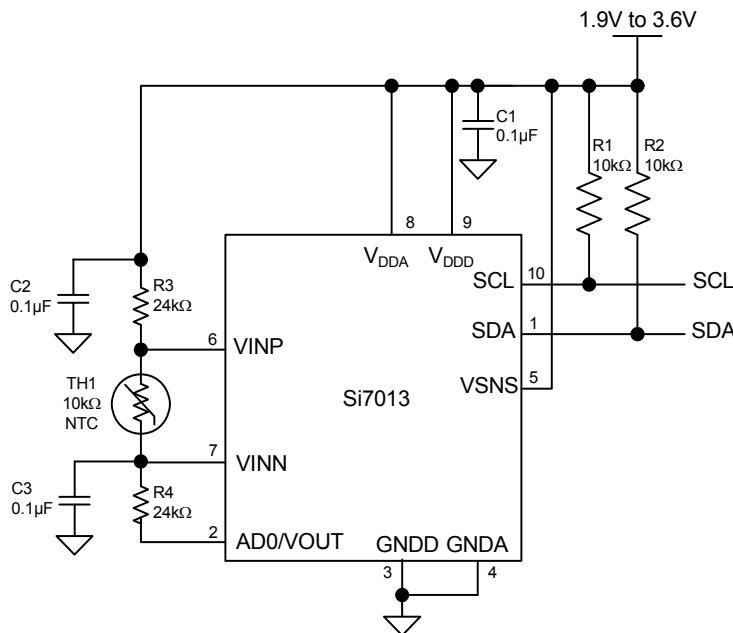 1.9V to 3.6V
C1
0.1µF
R1
10kΩ
R2
10kΩ
8
9
VDDA
VDDD
C2
0.1µF
R3
24kΩ
SCL
10
SCL
6
VINP
SDA
1
SDA
TH1
10kΩ
NTC
Si7013
VSNS
5
7
VINN
C3
0.1µF
R4
24kΩ
2
AD0/VOUT
GNDD
GNDA
3
4